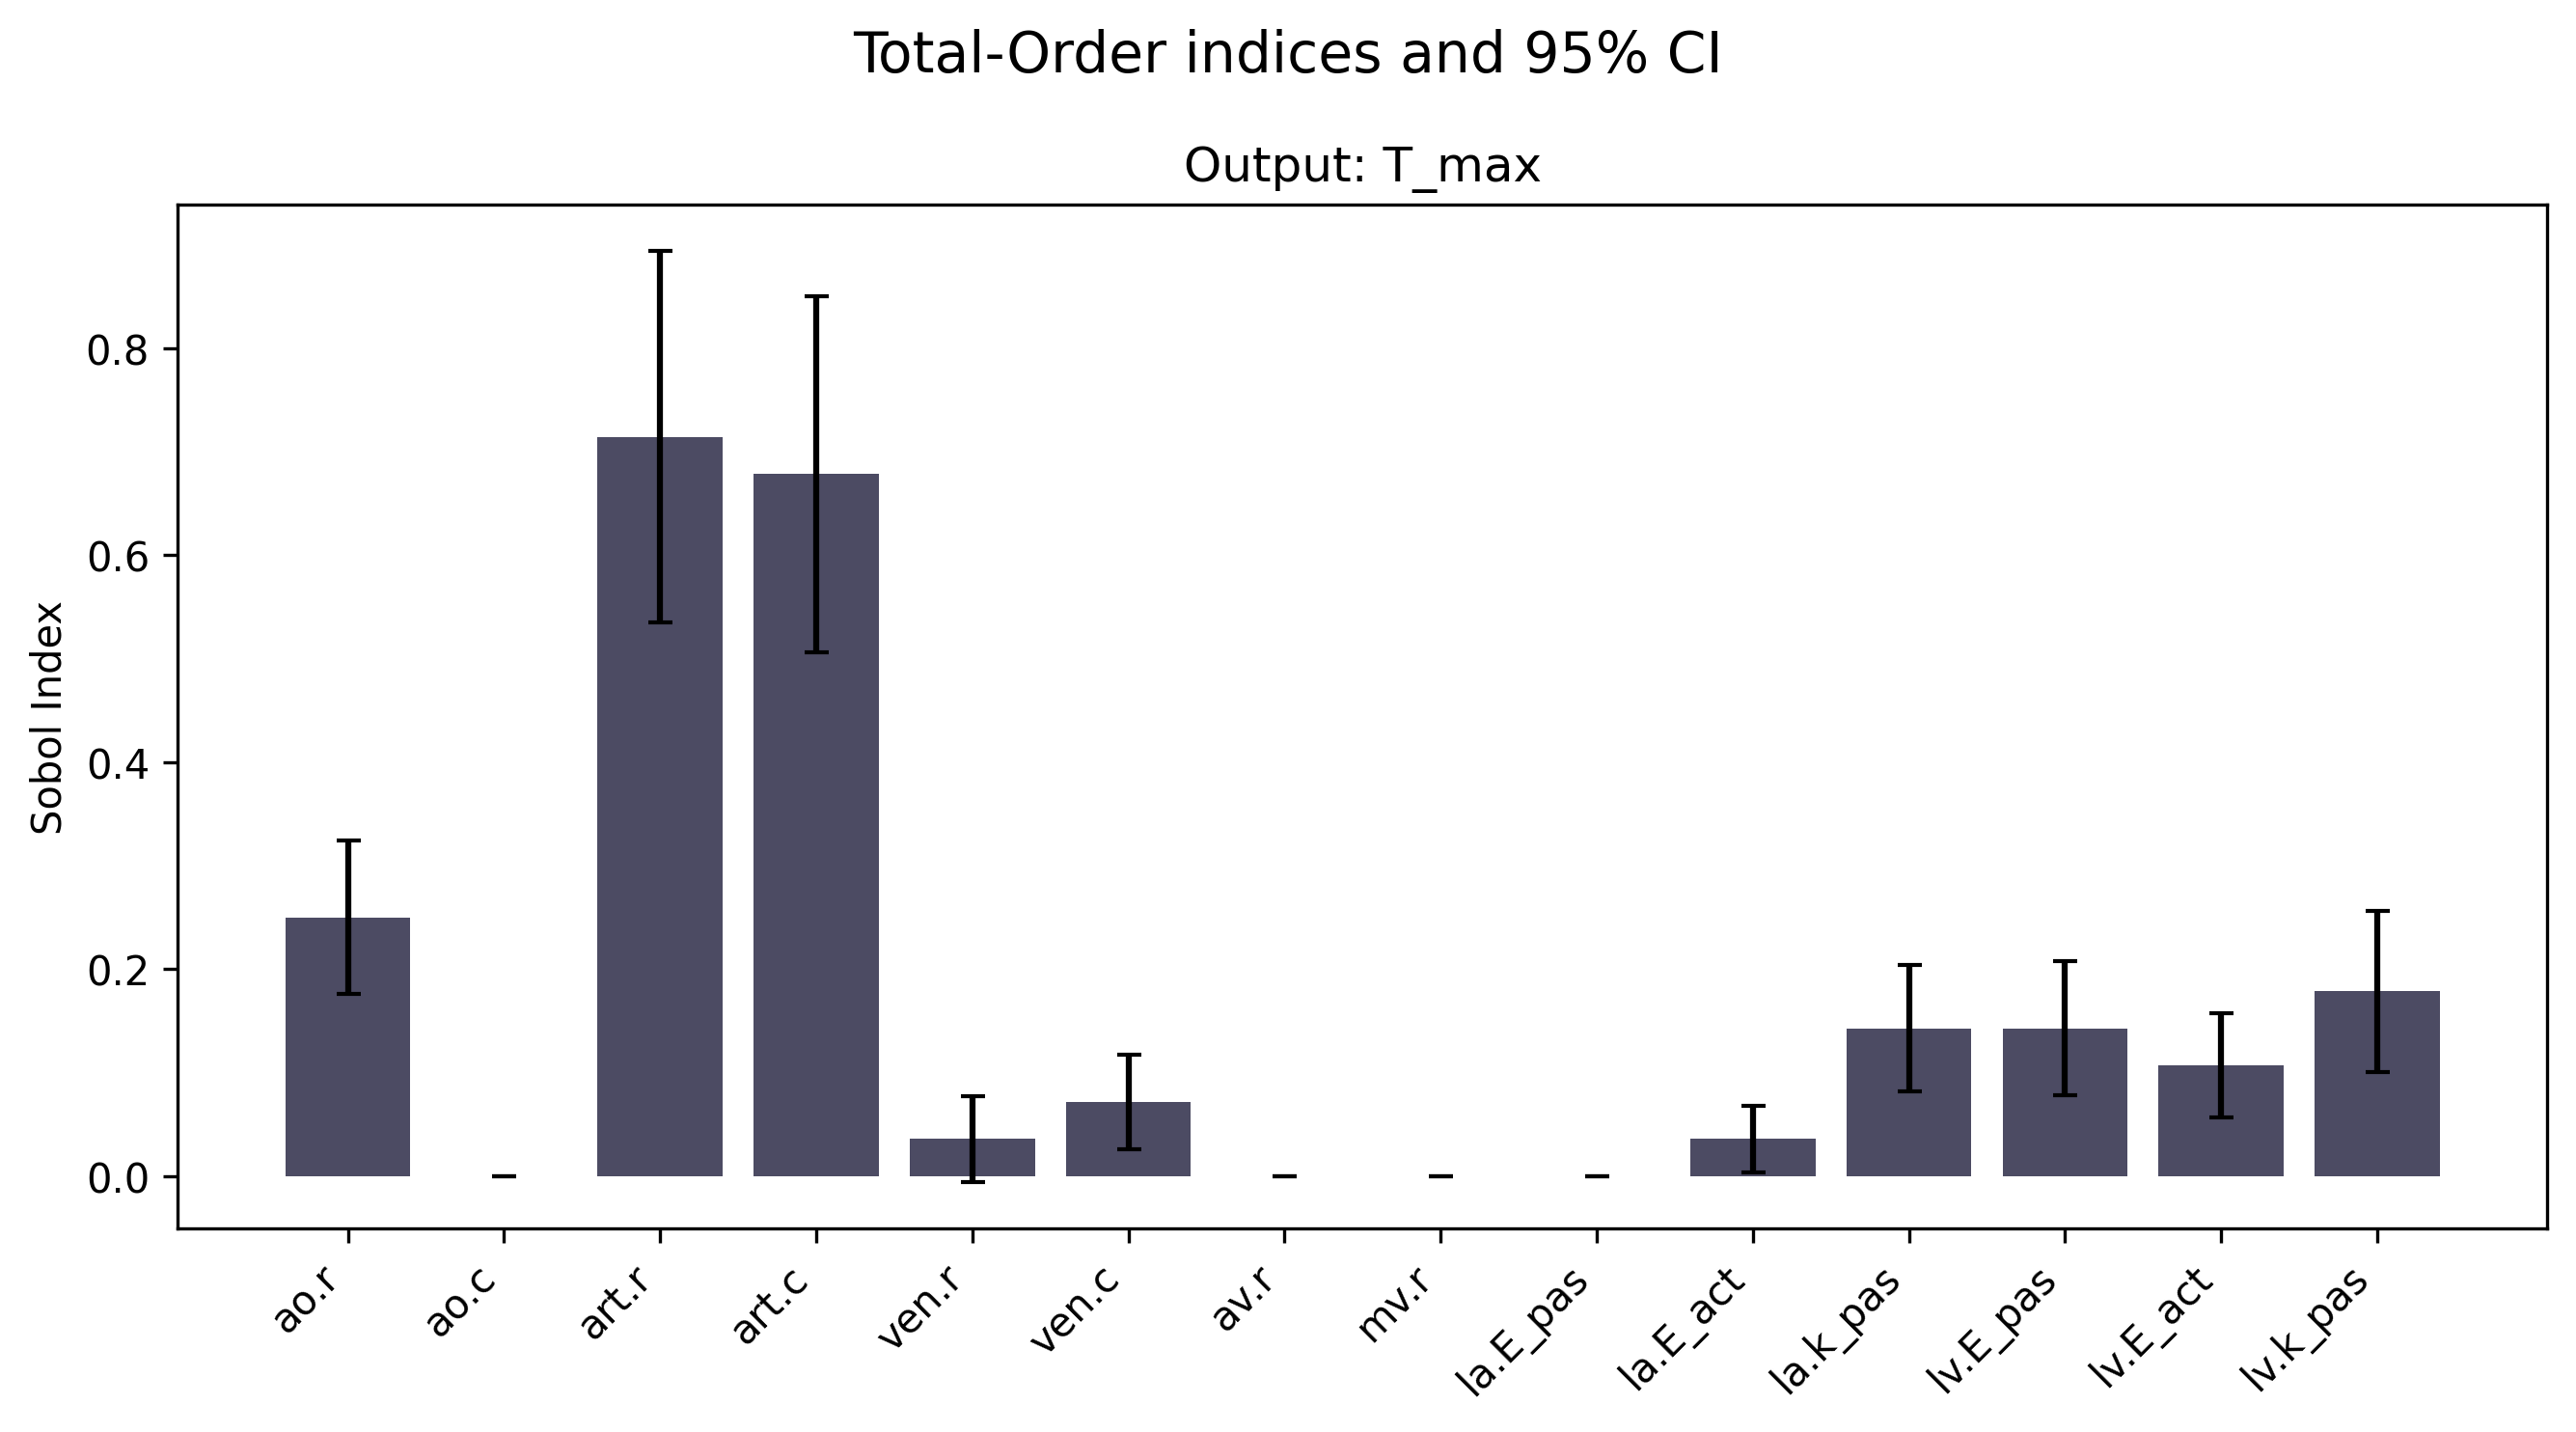 Total-Order indices and 95% CI
Output: T_max
Sobol Index
0.8
0.6
0.4
0.2
0.0
ao.r
ao.c
art.r
art.c
ven.r
ven.c
av.r
mv.r
la.E_pas
la.E_act
la.k_pas
lv.E_pas
lv.E_act
lv.k_pas